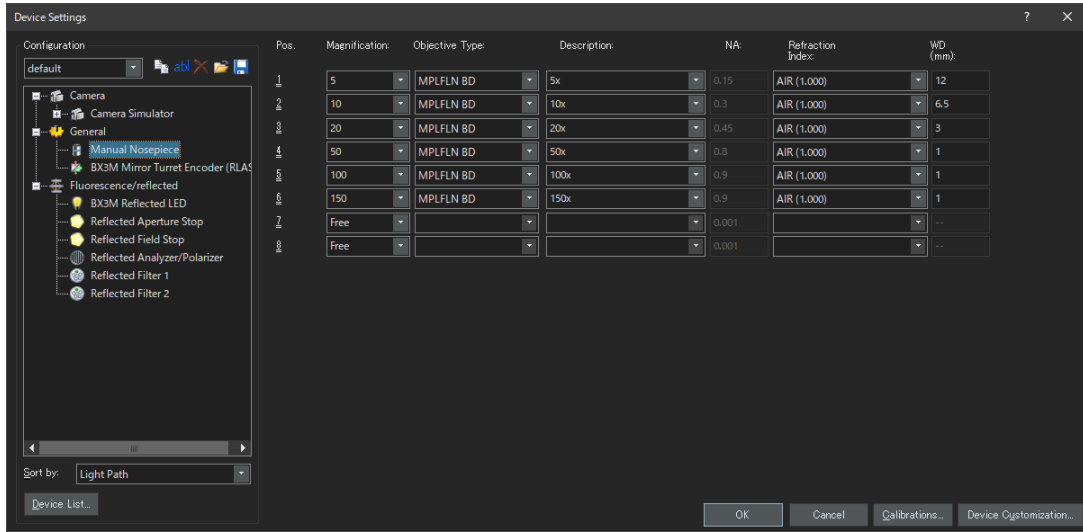 Device Settings ? ×
Configuration
default
abl
Camera
Camera Simulator
General
Manual Nosepiece
BX3M Mirror Turret Encoder (RLAS
Fluorescence/reflected
BX3M Reflected LED
Reflected Aperture Stop
Reflected Field Stop
Reflected Analyzer/Polarizer
Reflected Filter 1
Reflected Filter 2
Sort by: Light Path
Device List...
Pos. Magnification: Objective Type: Description: NA: Refraction Index: WD (mm):
1 5 MPLFLN BD 5x 0.15 AIR (1.000) 12
2 10 MPLFLN BD 10x 0.3 AIR (1.000) 6.5
3 20 MPLFLN BD 20x 0.45 AIR (1.000) 3
4 50 MPLFLN BD 50x 0.8 AIR (1.000) 1
5 100 MPLFLN BD 100x 0.9 AIR (1.000) 1
6 150 MPLFLN BD 150x 0.9 AIR (1.000) 1
7 Free 0.001 --
8 Free 0.001 --
OK Cancel Calibrations... Device Customization...